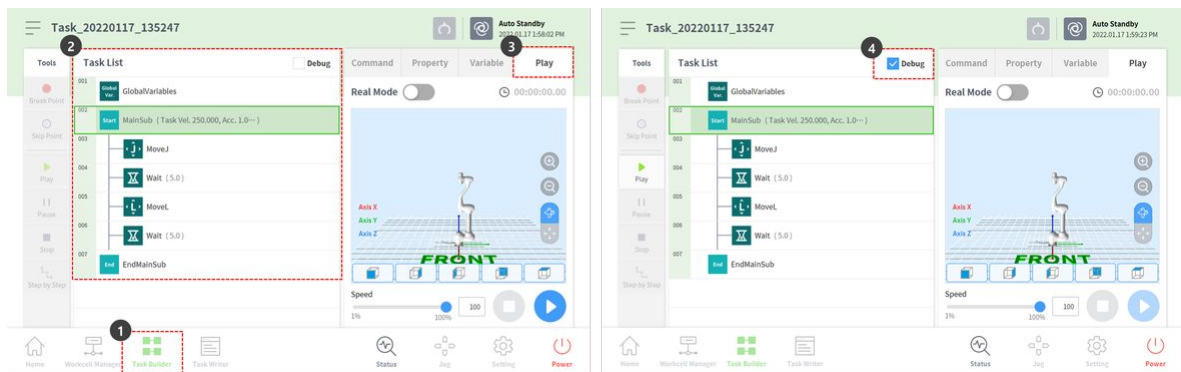 Task_20220117_135247
Auto Standby
2022.01.17 1:58:02 PM
2
3
Tools
Task List
Debug
Command
Property
Variable
Play
Break Point
Skip Point
Play
Pause
Stop
Step by Step
001
Global Var.
GlobalVariables
002
Start
MainSub ( Task Vel. 250.000, Acc. 1.0··· )
003
J
MoveJ
004
Wait (5.0)
005
L
MoveL
006
Wait (5.0)
007
End
EndMainSub
Real Mode
00:00:00.00
Axis X
Axis Y
Axis Z
FRONT
Speed
1%
100%
100
1
Home
Workcell Manager
Task Builder
Task Writer
Status
Jog
Setting
Power
Task_20220117_135247
Auto Standby
2022.01.17 1:59:23 PM
4
Tools
Task List
Debug
Command
Property
Variable
Play
Break Point
Skip Point
Play
Pause
Stop
Step by Step
001
Global Var.
GlobalVariables
002
Start
MainSub ( Task Vel. 250.000, Acc. 1.0··· )
003
J
MoveJ
004
Wait (5.0)
005
L
MoveL
006
Wait (5.0)
007
End
EndMainSub
Real Mode
00:00:00.00
Axis X
Axis Y
Axis Z
FRONT
Speed
1%
100%
100
Home
Workcell Manager
Task Builder
Task Writer
Status
Jog
Setting
Power